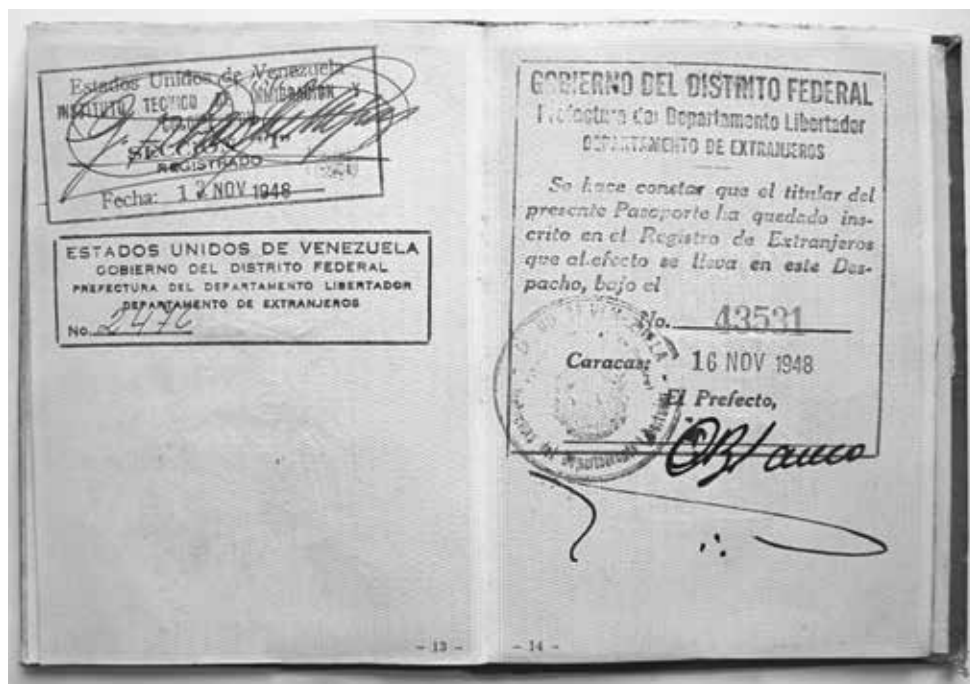 Estados Unidos de Venezuela
INSTITUTO TECNICO DE INMIGRACION Y
REGISTRADO
Fecha: 12 NOV 1948
ESTADOS UNIDOS DE VENEZUELA
GOBIERNO DEL DISTRITO FEDERAL
PREFECTURA DEL DEPARTAMENTO LIBERTADOR
DEPARTAMENTO DE EXTRANJEROS
No. 2472
- 13 -
GOBIERNO DEL DISTRITO FEDERAL
Prefectura del Departamento Libertador
DEPARTAMENTO DE EXTRANJEROS
Se hace constar que el titular del
presente Pasaporte ha quedado ins-
crito en el Registro de Extranjeros
que al efecto se lleva en este Des-
pacho, bajo el
No. 43531
Caracas: 16 NOV 1948
El Prefecto,
- 14 -